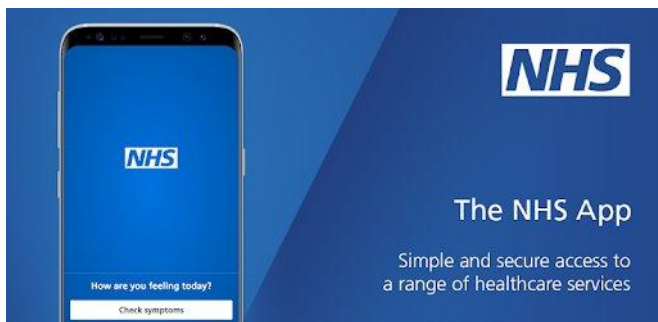 NHS
How are you feeling today?
Check symptoms
NHS
The NHS App
Simple and secure access to
a range of healthcare services